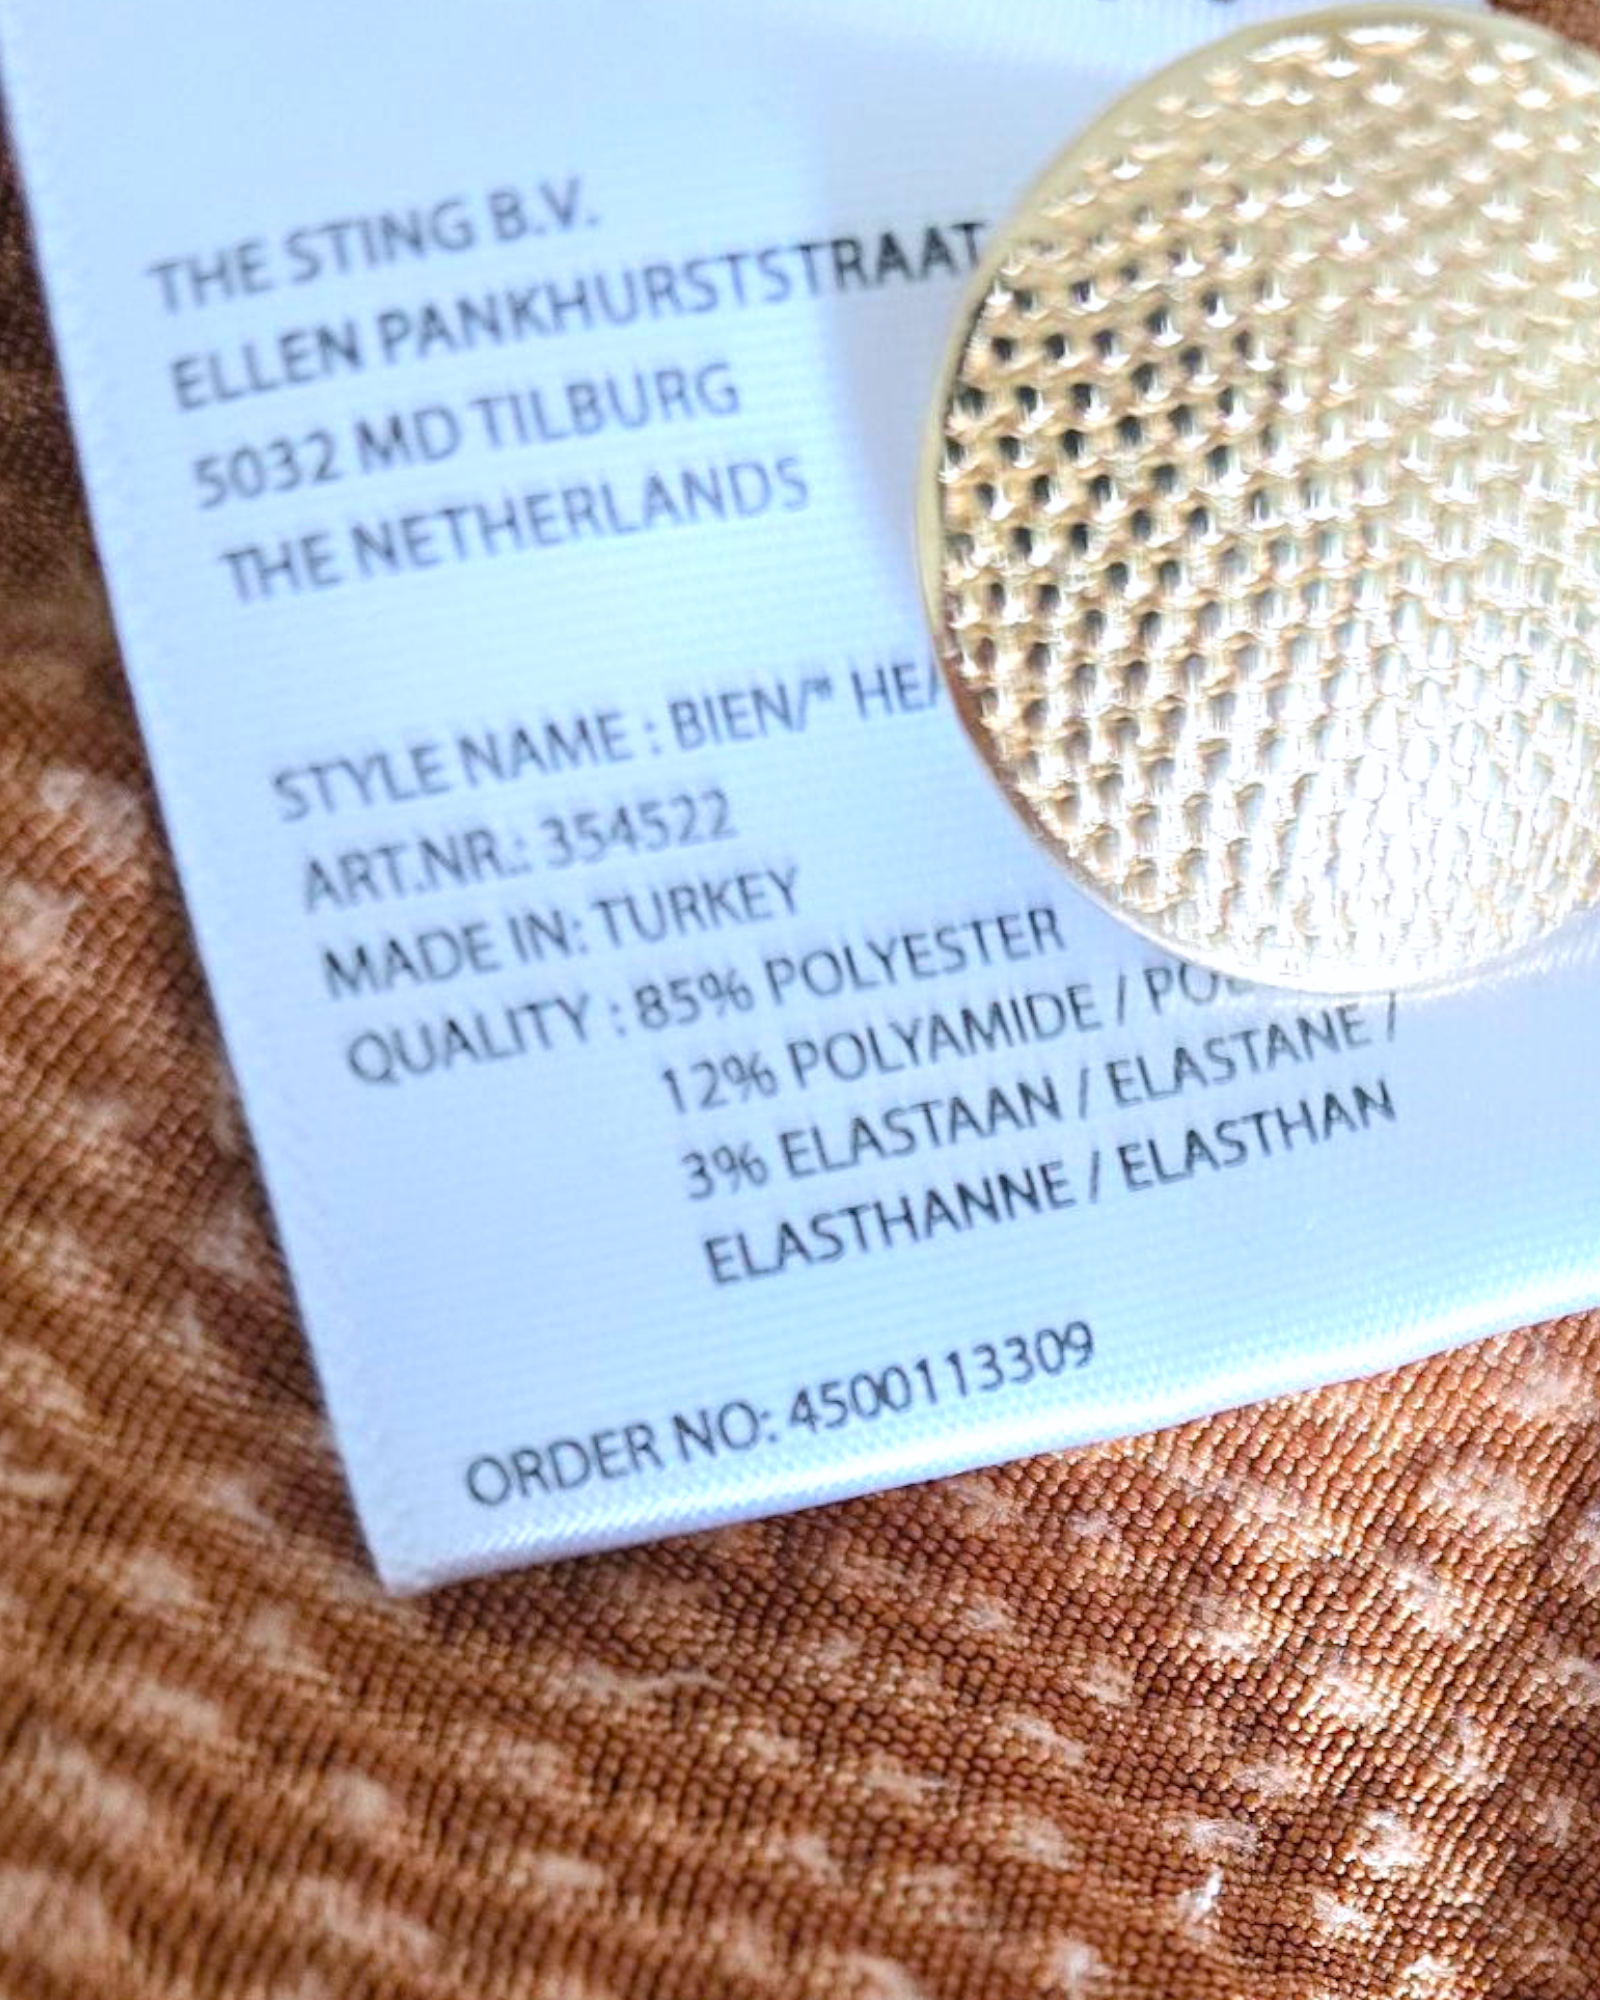 THE STING B.V.
ELLEN PANKHURSTSTRAAT
5032 MD TILBURG
THE NETHERLANDS
STYLE NAME : BIEN/"
ART.NR.: 354522
MADE IN: TURKEY
QUALITY : 85% POLYESTER
12% POLYAMIDE /
3% ELASTAAN / ELASTANE /
ELASTHANNE / ELASTHAN
ORDER NO: 4500113309